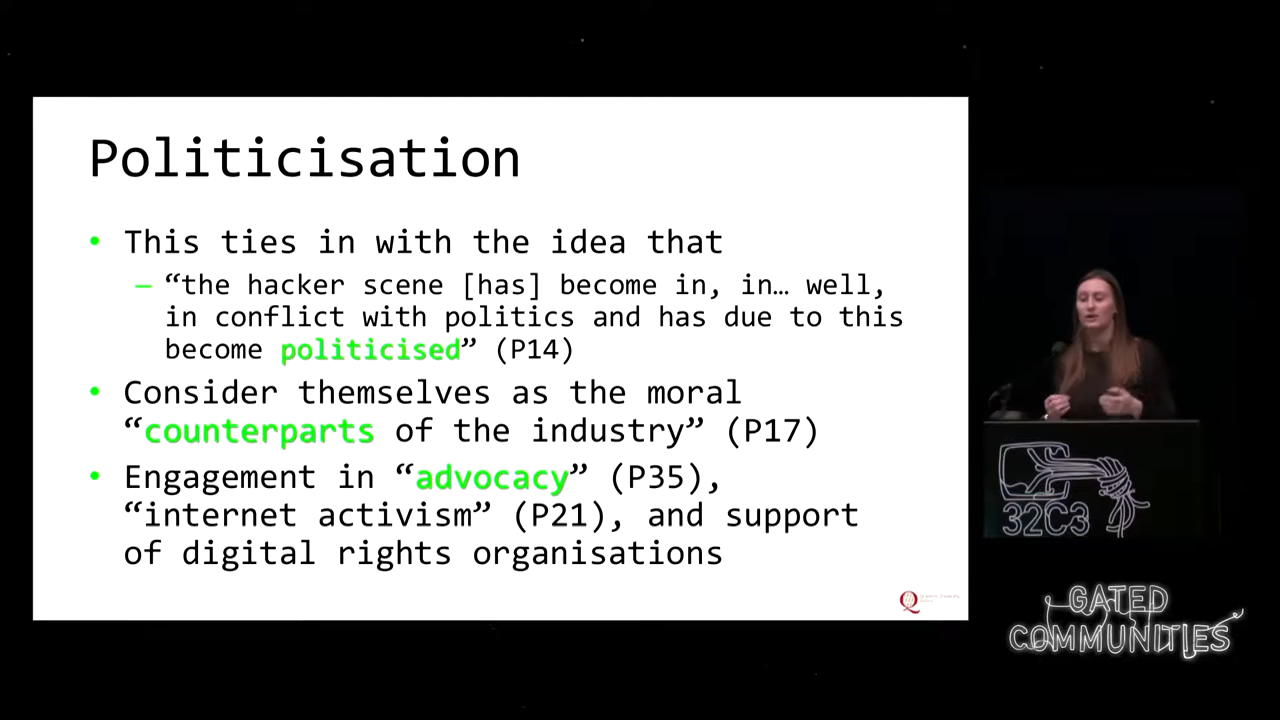 Politicisation
• This ties in with the idea that
– “the hacker scene [has] become in, in… well,
in conflict with politics and has due to this
become politicised” (P14)
• Consider themselves as the moral
“counterparts of the industry” (P17)
• Engagement in “advocacy” (P35),
“internet activism” (P21), and support
of digital rights organisations
32C3
GATED
COMMUNITIES